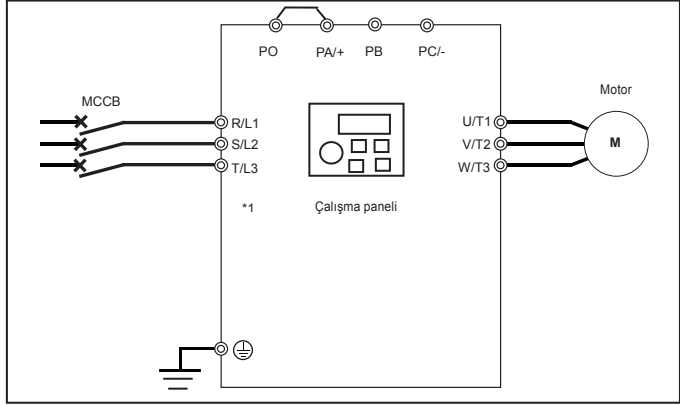 PO PA/+ PB PC/-
MCCB
Motor
R/L1 U/T1
S/L2 V/T2 M
T/L3 W/T3
*1 Çalışma paneli